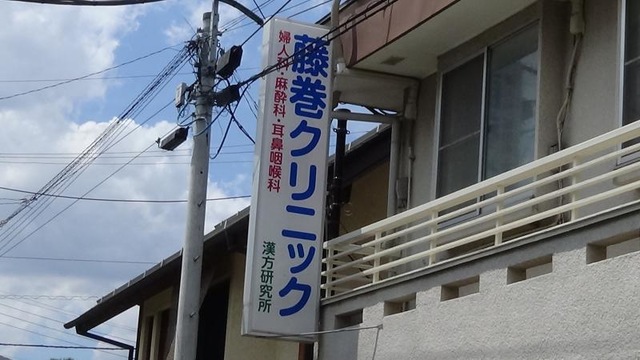 藤巻クリニック
婦人科・麻酔科・耳鼻咽喉科
漢方研究所